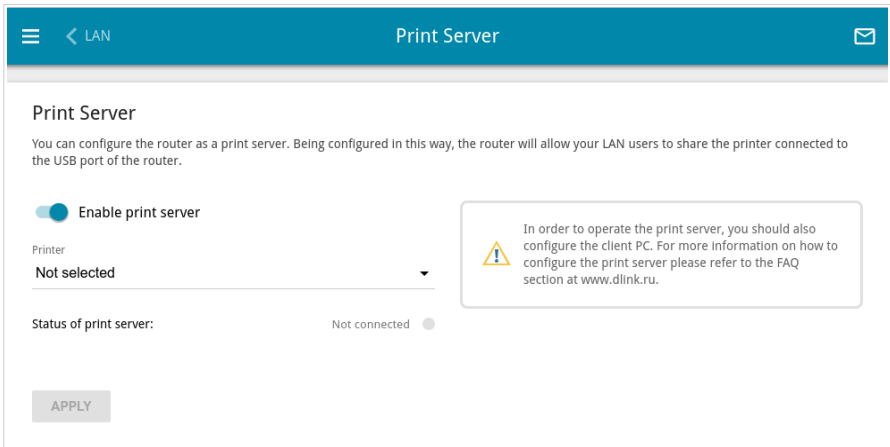 LAN
Print Server
Print Server
You can configure the router as a print server. Being configured in this way, the router will allow your LAN users to share the printer connected to
the USB port of the router.
Enable print server
Printer
Not selected
Status of print server:
Not connected
In order to operate the print server, you should also
configure the client PC. For more information on how to
configure the print server please refer to the FAQ
section at www.dlink.ru.
APPLY